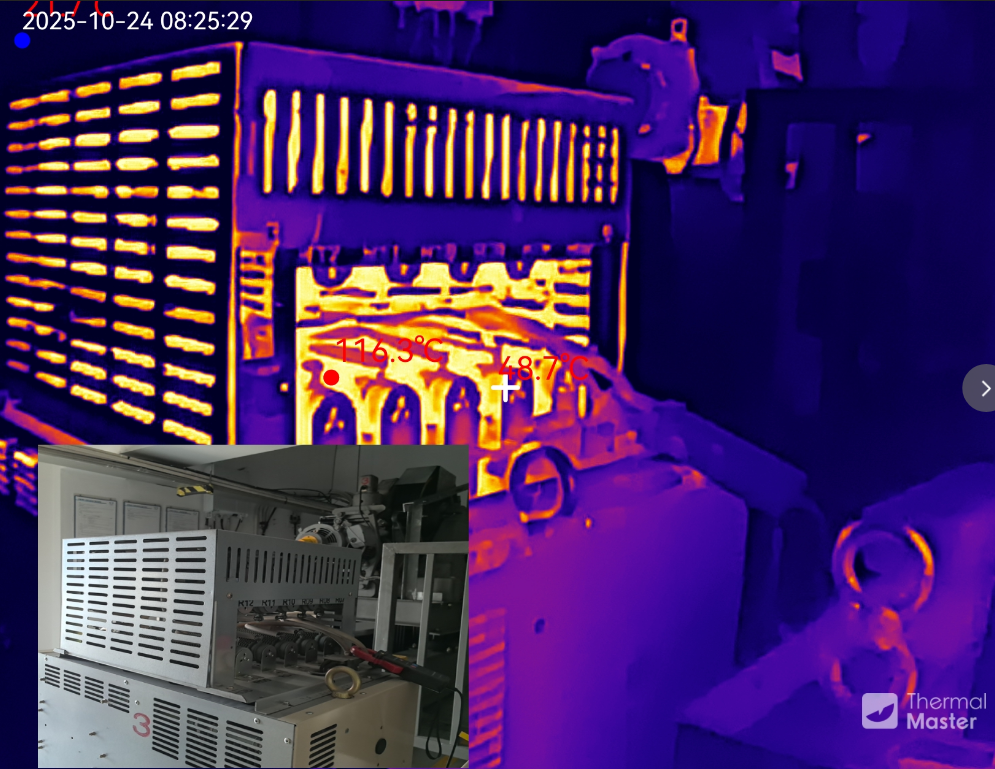 2025-10-24 08:25:29
116.3°C
48.7°C
3
Thermal
Master